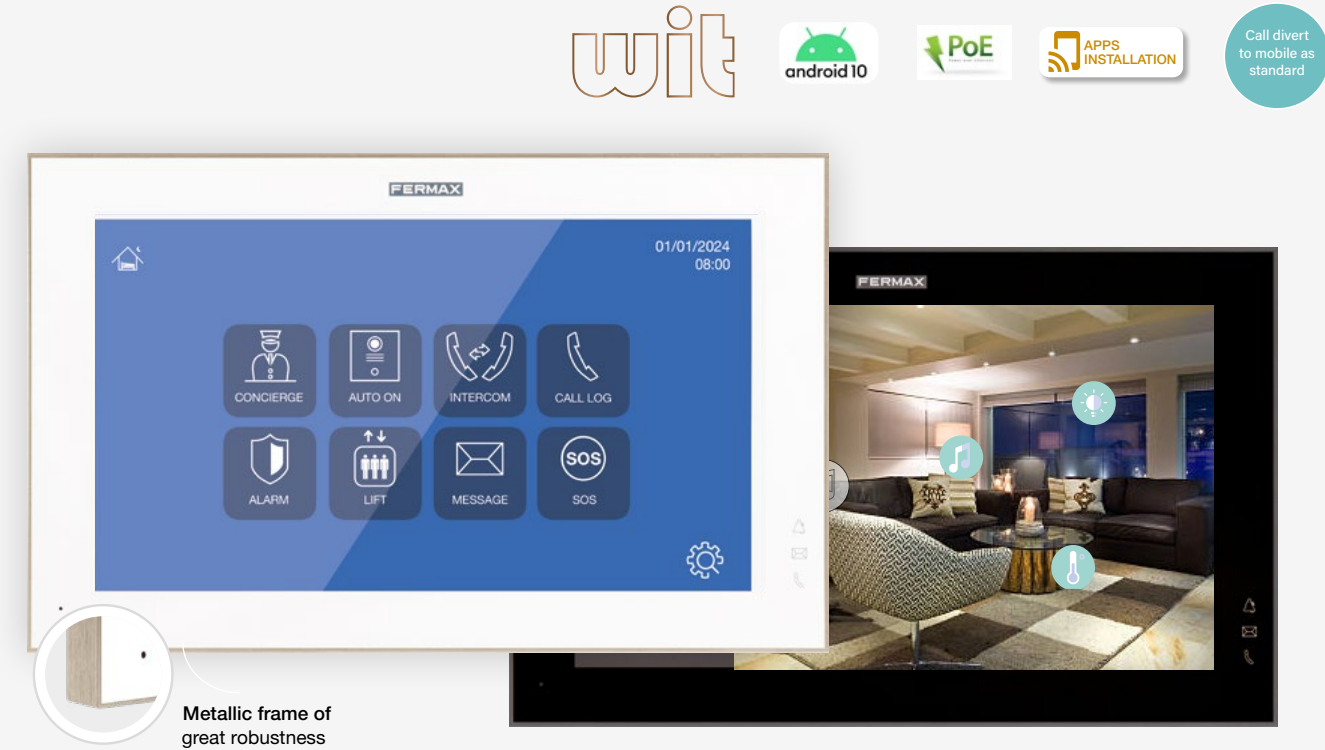 wit
android 10
PoE
APPS
INSTALLATION
Call divert
to mobile as
standard
FERMAX
01/01/2024
08:00
CONCIERGE
AUTO ON
INTERCOM
CALL LOG
ALARM
LIFT
MESSAGE
SOS
SOS
FERMAX
Metallic frame of
great robustness